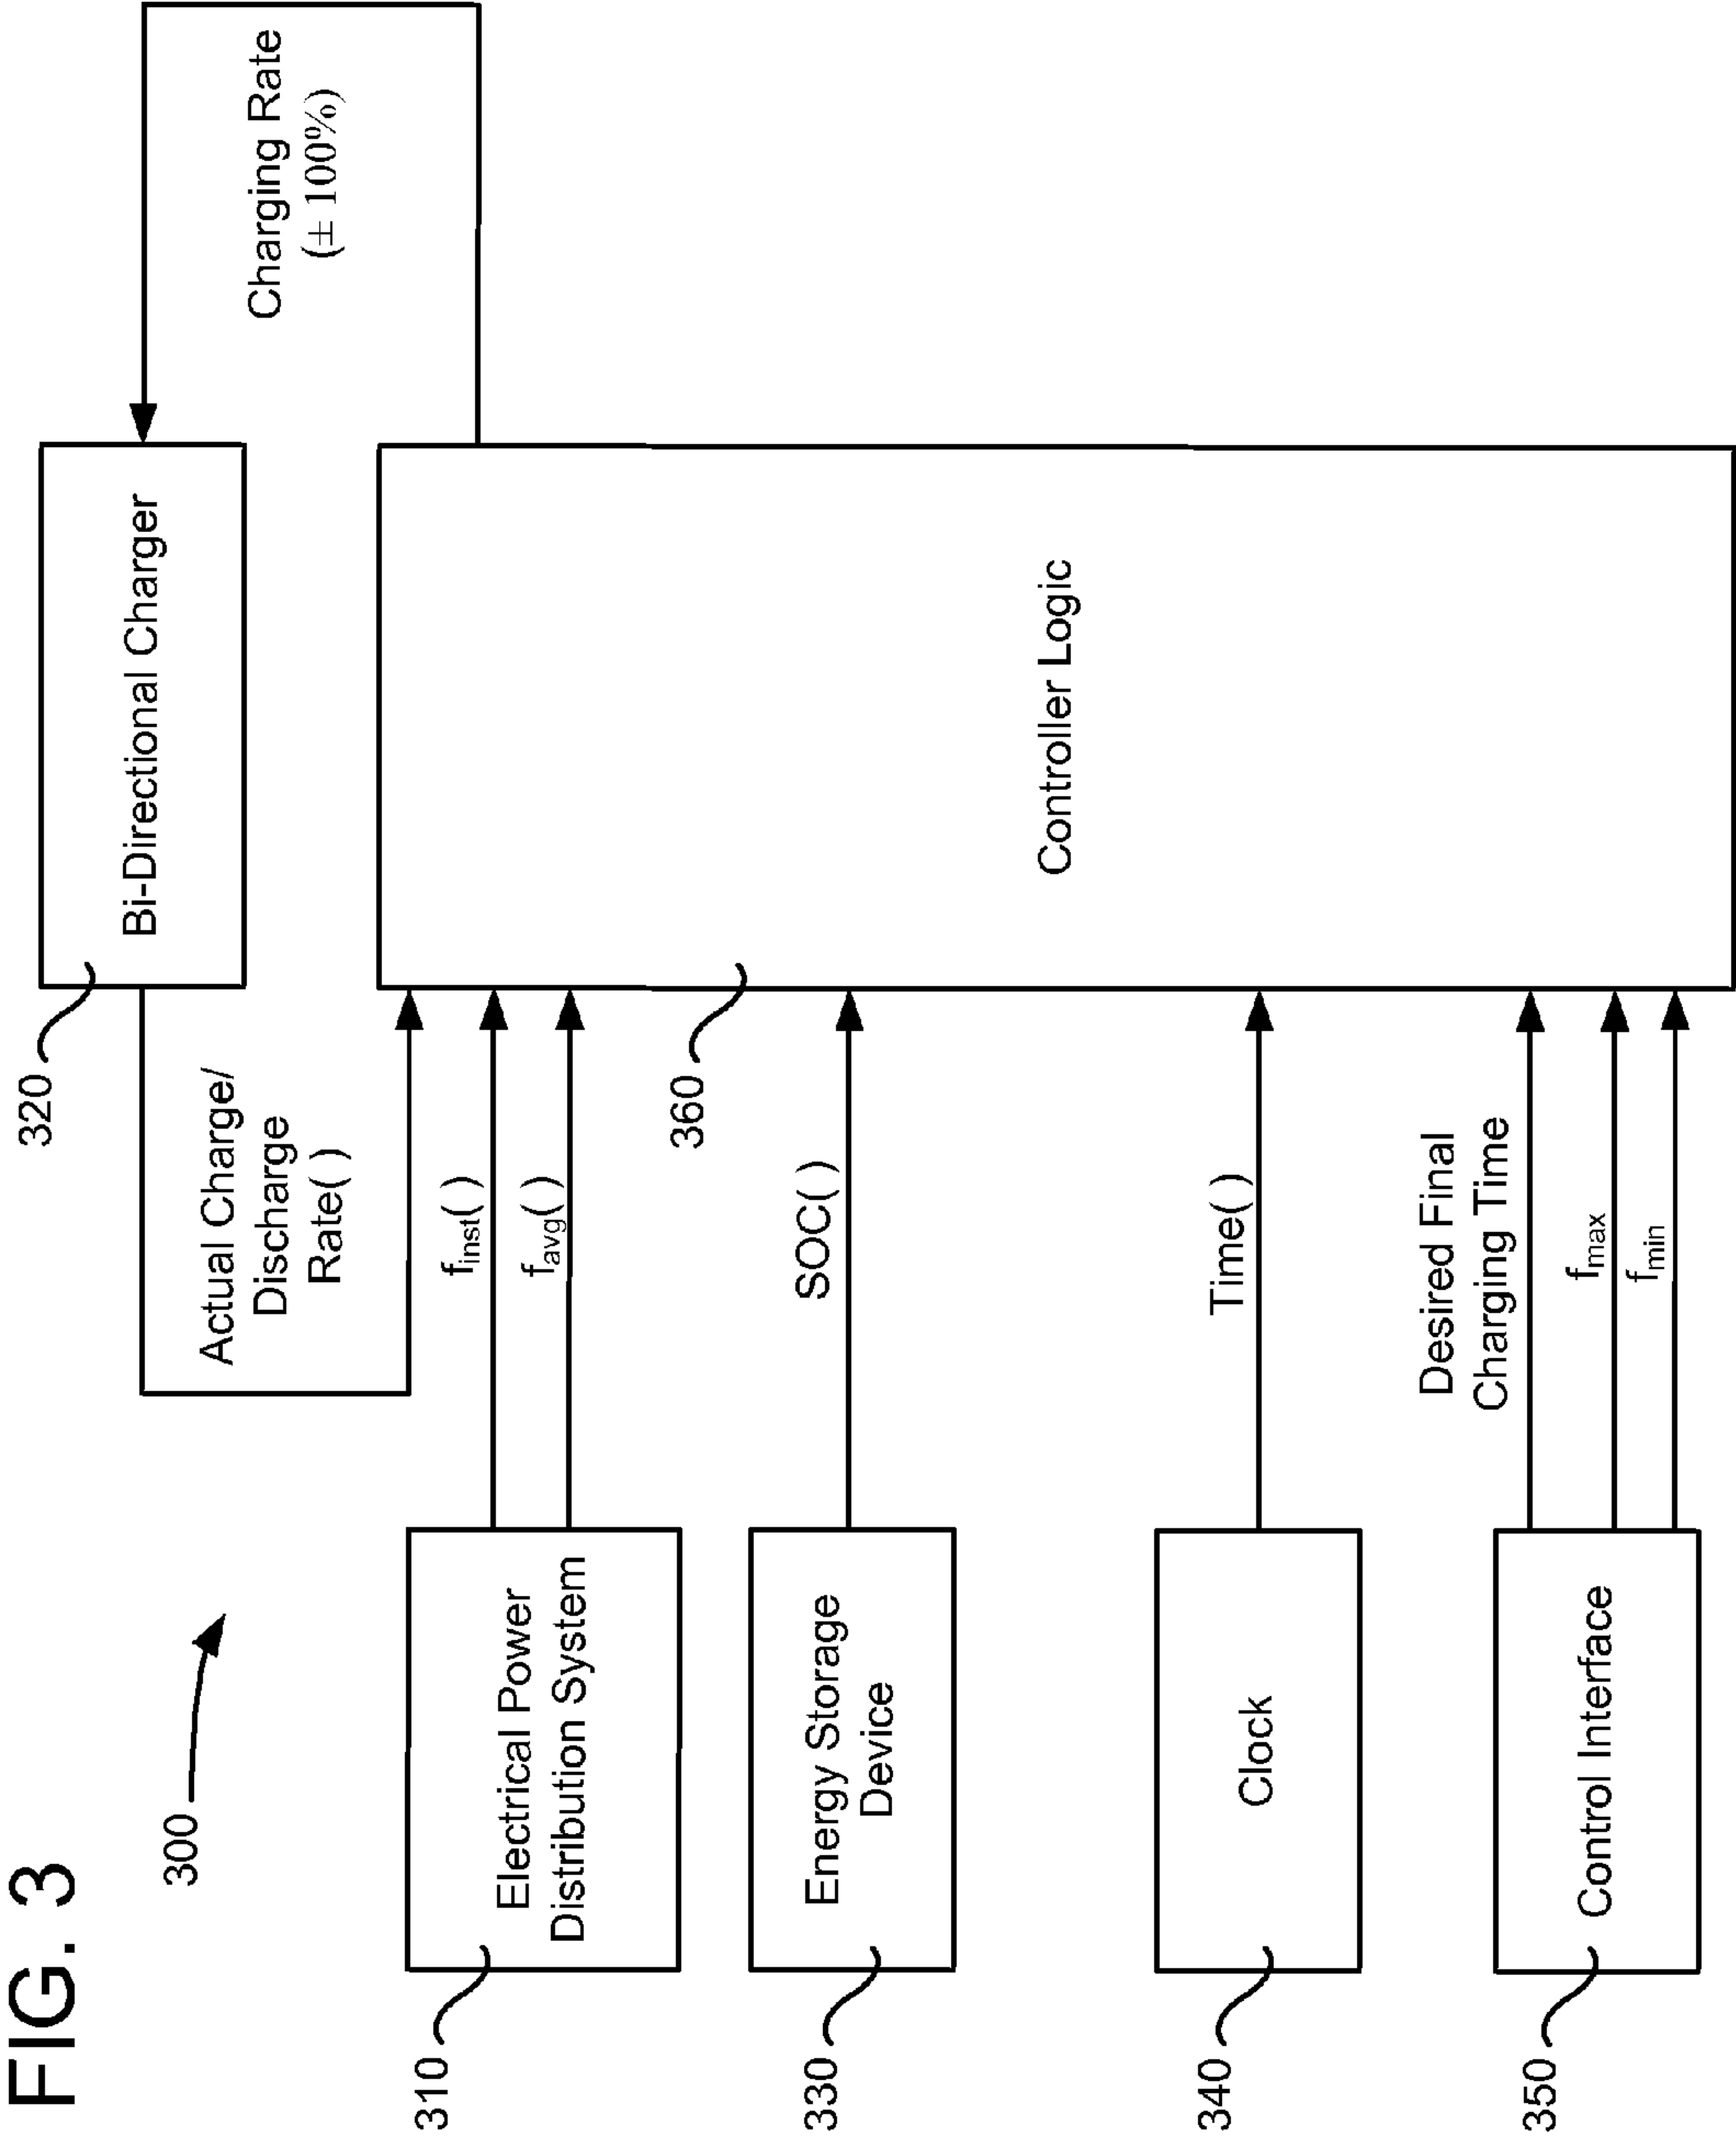 FIG. 3
300
320
Bi-Directional Charger
Charging Rate
(± 100%)
Actual Charge/
Discharge
Rate( )
310
Electrical Power
Distribution System
finst( )
favg( )
330
Energy Storage
Device
SOC( )
360
Controller Logic
340
Clock
Time( )
350
Control Interface
Desired Final
Charging Time
fmax
fmin